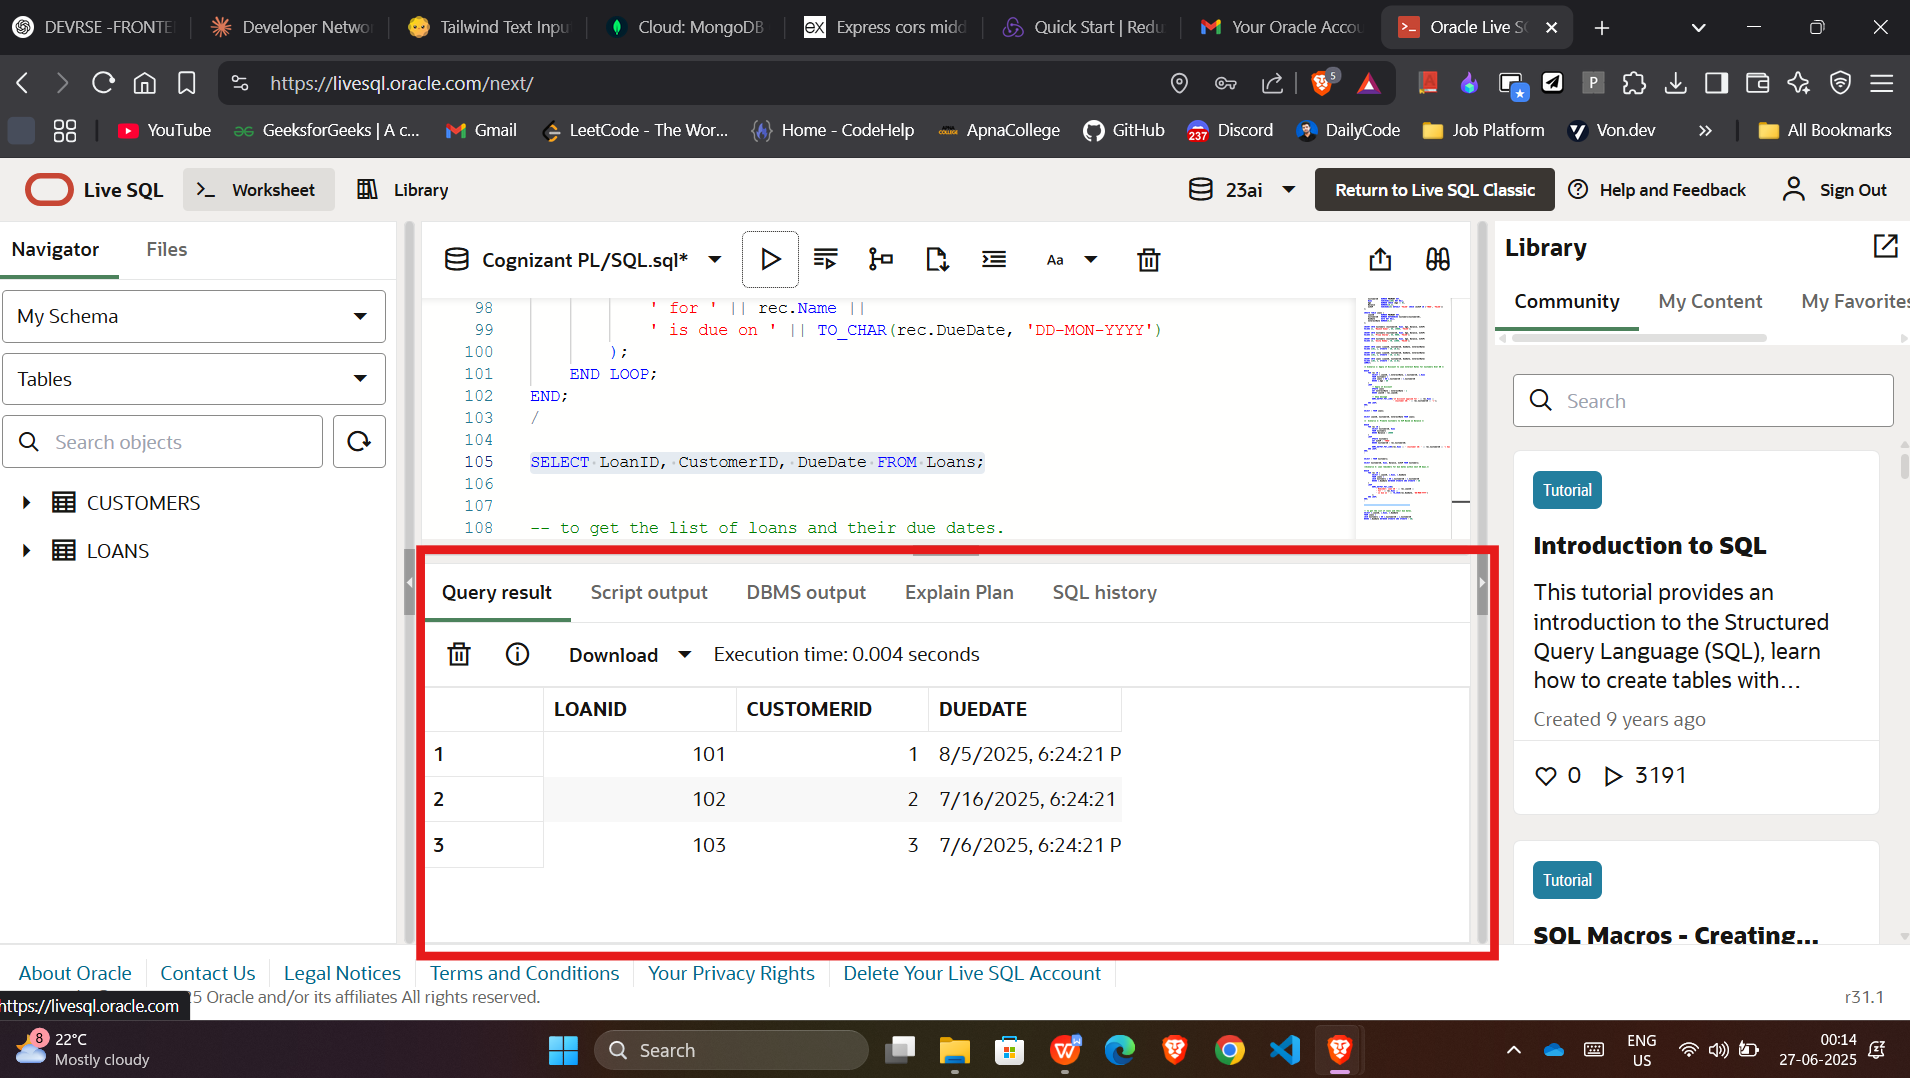 DEVRSE -FRONTE
Developer Netwo
Tailwind Text Inpu
Cloud: MongoDB
ex
Express cors midd
Quick Start | Redu
Your Oracle Accou
Oracle Live S
https://livesql.oracle.com/next/
5
P
YouTube
GeeksforGeeks | A c...
Gmail
LeetCode - The Wor...
Home - CodeHelp
ApnaCollege
GitHub
237
Discord
DailyCode
Job Platform
Von.dev
»
All Bookmarks
Live SQL
Worksheet
Library
23ai
Return to Live SQL Classic
Help and Feedback
Sign Out
Navigator
Files
My Schema
Tables
Search objects
CUSTOMERS
LOANS
Cognizant PL/SQL.sql*
Aa
98 ' for ' || rec.Name ||
99 ' is due on ' || TO_CHAR(rec.DueDate, 'DD-MON-YYYY')
100 );
101 END LOOP;
102 END;
103 /
104
105 SELECT LoanID, CustomerID, DueDate FROM Loans;
106
107
108 -- to get the list of loans and their due dates.
Query result
Script output
DBMS output
Explain Plan
SQL history
Download
Execution time: 0.004 seconds
LOANID CUSTOMERID DUEDATE
1 101 1 8/5/2025, 6:24:21 P
2 102 2 7/16/2025, 6:24:21
3 103 3 7/6/2025, 6:24:21 P
Library
Community
My Content
My Favorites
Search
Tutorial
Introduction to SQL
This tutorial provides an
introduction to the Structured
Query Language (SQL), learn
how to create tables with...
Created 9 years ago
0
3191
Tutorial
SQL Macros - Creating...
About Oracle
Contact Us
Legal Notices
Terms and Conditions
Your Privacy Rights
Delete Your Live SQL Account
25 Oracle and/or its affiliates All rights reserved.
r31.1
https://livesql.oracle.com
8
22°C
Mostly cloudy
Search
ENG
US
00:14
27-06-2025